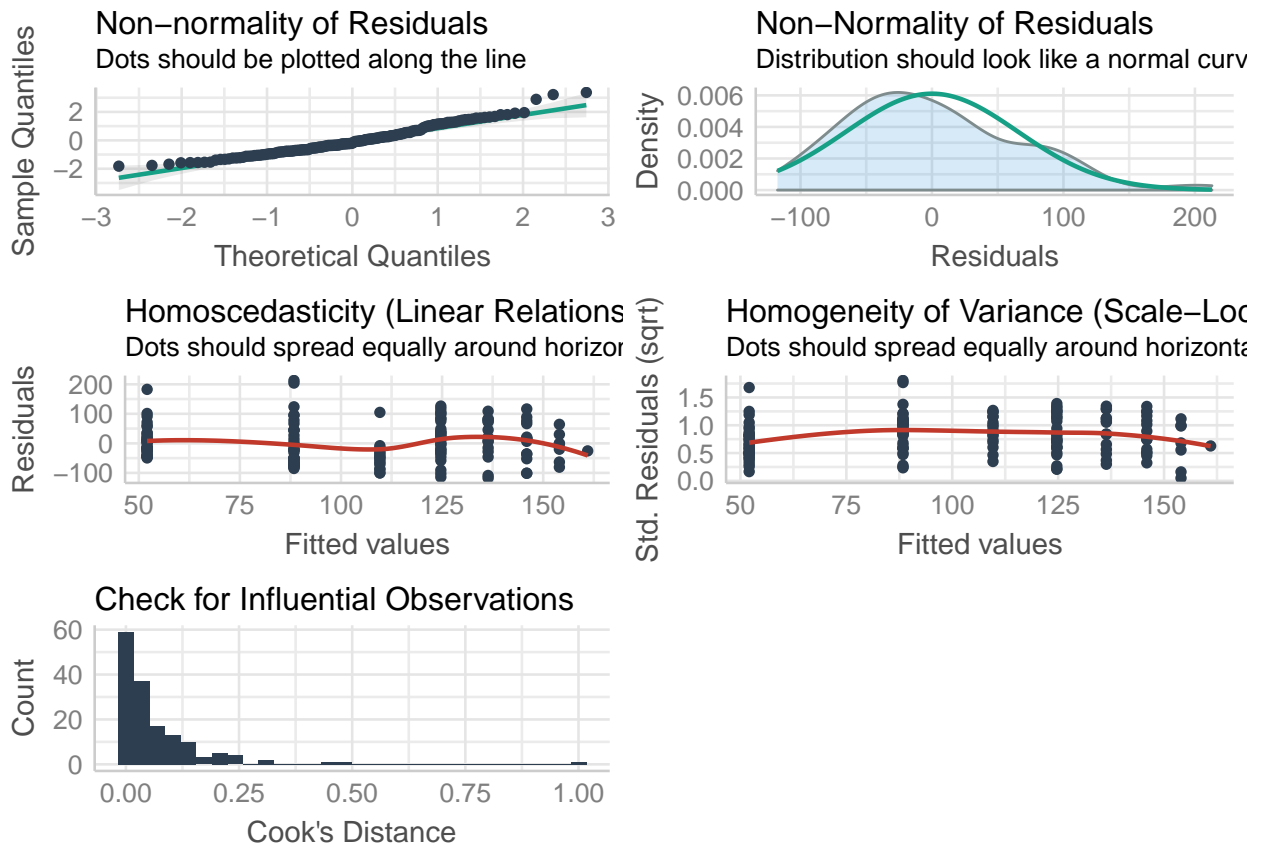 Non−normality of Residuals
Dots should be plotted along the line
Sample Quantiles
2
0
−2
−3 −2 −1 0 1 2 3
Theoretical Quantiles
Non−Normality of Residuals
Distribution should look like a normal curv
Density
0.006
0.004
0.002
0.000
−100 0 100 200
Residuals
Homoscedasticity (Linear Relations
Dots should spread equally around horizor
Residuals
200
100
0
−100
50 75 100 125 150
Fitted values
Homogeneity of Variance (Scale−Loc
Dots should spread equally around horizonta
Std. Residuals (sqrt)
1.5
1.0
0.5
0.0
50 75 100 125 150
Fitted values
Check for Influential Observations
Count
60
40
20
0
0.00 0.25 0.50 0.75 1.00
Cook's Distance